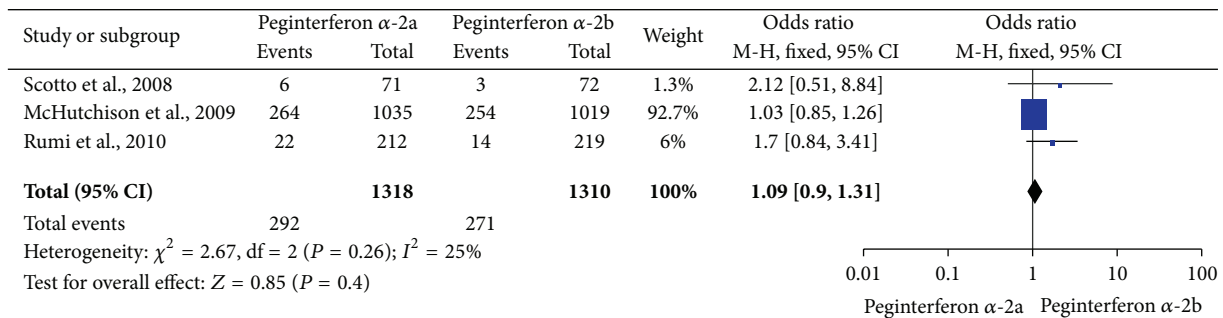 Study or subgroup Peginterferon α-2a Peginterferon α-2b Weight Odds ratio Odds ratio
Events Total Events Total M-H, fixed, 95% CI M-H, fixed, 95% CI
Scotto et al., 2008 6 71 3 72 1.3% 2.12 [0.51, 8.84]
McHutchison et al., 2009 264 1035 254 1019 92.7% 1.03 [0.85, 1.26]
Rumi et al., 2010 22 212 14 219 6% 1.7 [0.84, 3.41]
Total (95% CI) 1318 1310 100% 1.09 [0.9, 1.31]
Total events 292 271
Heterogeneity: χ² = 2.67, df = 2 (P = 0.26); I² = 25%
Test for overall effect: Z = 0.85 (P = 0.4)
0.01 0.1 1 10 100
Peginterferon α-2a Peginterferon α-2b